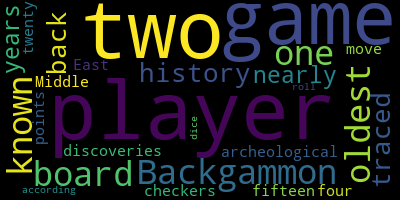 two game
years twenty back one
known history nearly move
East Middle
points player oldest traced
dice roll
discoveries archeological
board Backgammon
checkers fifteen four
according